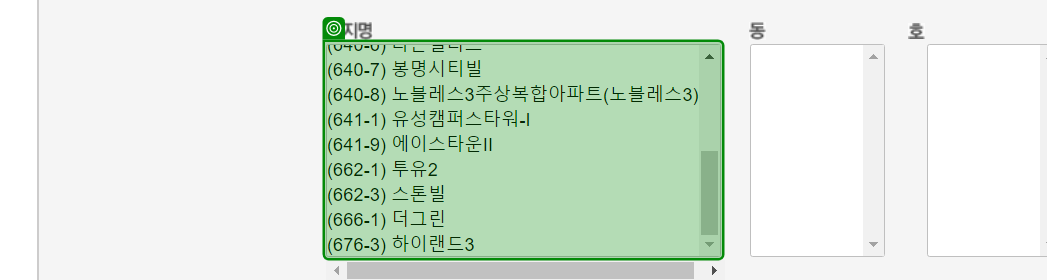 지명
동
호
(640-7) 봉명시티빌
(640-8) 노블레스3주상복합아파트(노블레스3)
(641-1) 유성캠퍼스타워-I
(641-9) 에이스타운II
(662-1) 투유2
(662-3) 스톤빌
(666-1) 더그린
(676-3) 하이랜드3